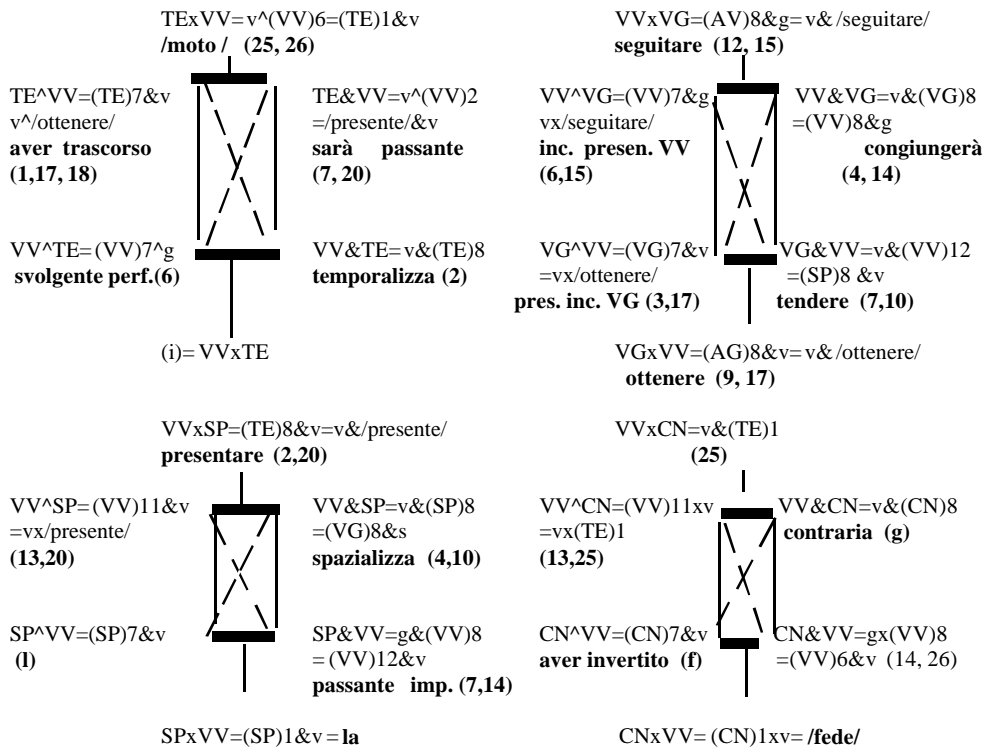 TExVV=v^(VV)6=(TE)1&v
/moto / (25, 26)
TE^VV=(TE)7&v
v^/ottenere/
aver trascorso
(1,17, 18)
TE&VV=v^(VV)2
=/presente/&v
sarà passante
(7, 20)
VV^TE=(VV)7^g
svolgente perf.(6)
VV&TE=v&(TE)8
temporalizza (2)
(i)= VVxTE
VVxVG=(AV)8&g=v&/seguitare/
seguitare (12, 15)
VV^VG=(VV)7&g
vx/seguitare/
inc. presen. VV
(6,15)
VV&VG=v&(VG)8
=(VV)8&g
congiungerà
(4, 14)
VG^VV=(VG)7&v
=vx/ottenere/
pres. inc. VG (3,17)
VG&VV=v&(VV)12
=(SP)8 &v
tendere (7,10)
VGxVV=(AG)8&v=v&/ottenere/
ottenere (9, 17)
VVxSP=(TE)8&v=v&/presente/
presentare (2,20)
VV^SP=(VV)11&v
=vx/presente/
(13,20)
VV&SP=v&(SP)8
=(VG)8&s
spazializza (4,10)
SP^VV=(SP)7&v
(l)
SP&VV=g&(VV)8
=(VV)12&v
passante imp. (7,14)
SPxVV=(SP)1&v = la
VVxCN=v&(TE)1
(25)
VV^CN=(VV)11xv
=vx(TE)1
(13,25)
VV&CN=v&(CN)8
contraria (g)
CN^VV=(CN)7&v
aver invertito (f)
CN&VV=gx(VV)8
=(VV)6&v (14, 26)
CNxVV= (CN)1xv= /fede/